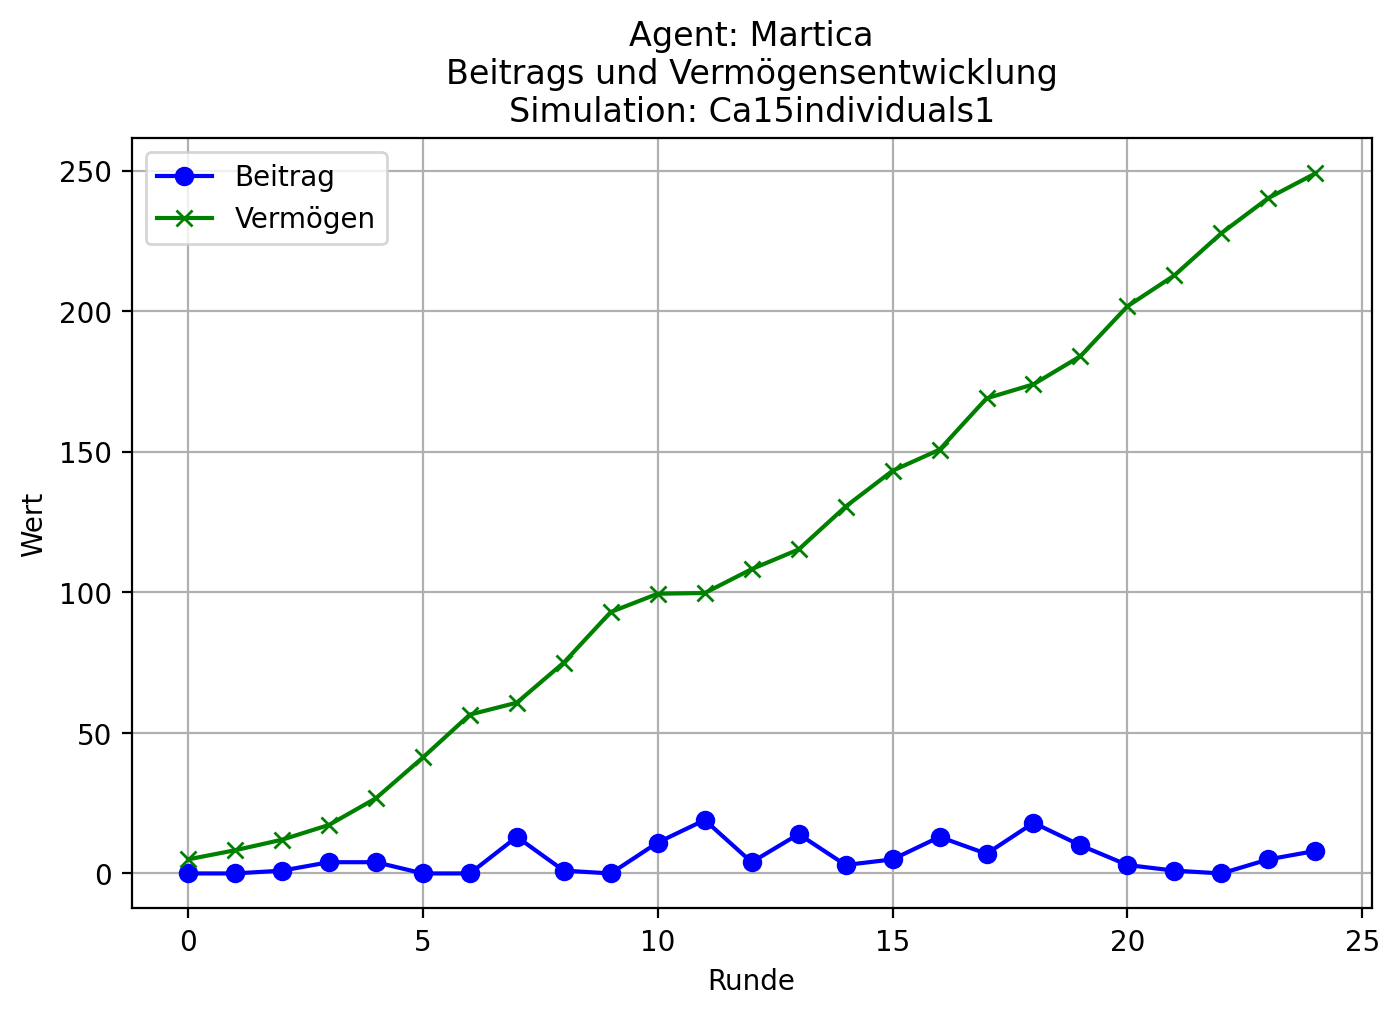 Agent: Martica
Beitrags und Vermögensentwicklung
Simulation: Ca15individuals1
Beitrag
Vermögen
250
200
150
100
50
0
Wert
0 5 10 15 20 25
Runde